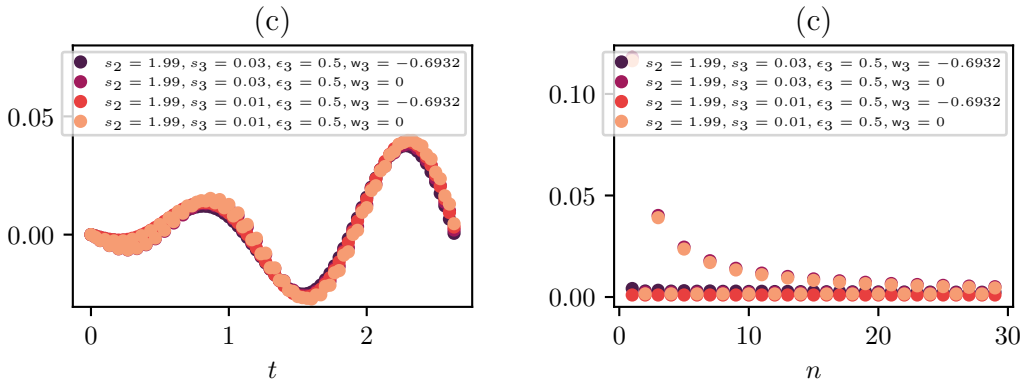 (c)
s₂ = 1.99, s₃ = 0.03, ϵ₃ = 0.5, w₃ = −0.6932
s₂ = 1.99, s₃ = 0.03, ϵ₃ = 0.5, w₃ = 0
s₂ = 1.99, s₃ = 0.01, ϵ₃ = 0.5, w₃ = −0.6932
s₂ = 1.99, s₃ = 0.01, ϵ₃ = 0.5, w₃ = 0
0.05
0.00
0 1 2
t
(c)
s₂ = 1.99, s₃ = 0.03, ϵ₃ = 0.5, w₃ = −0.6932
s₂ = 1.99, s₃ = 0.03, ϵ₃ = 0.5, w₃ = 0
s₂ = 1.99, s₃ = 0.01, ϵ₃ = 0.5, w₃ = −0.6932
s₂ = 1.99, s₃ = 0.01, ϵ₃ = 0.5, w₃ = 0
0.10
0.05
0.00
0 10 20 30
n